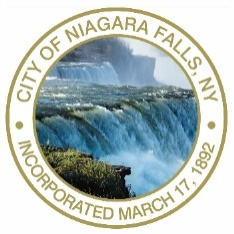 CITY OF NIAGARA FALLS, NY
INCORPORATED MARCH 17, 1892